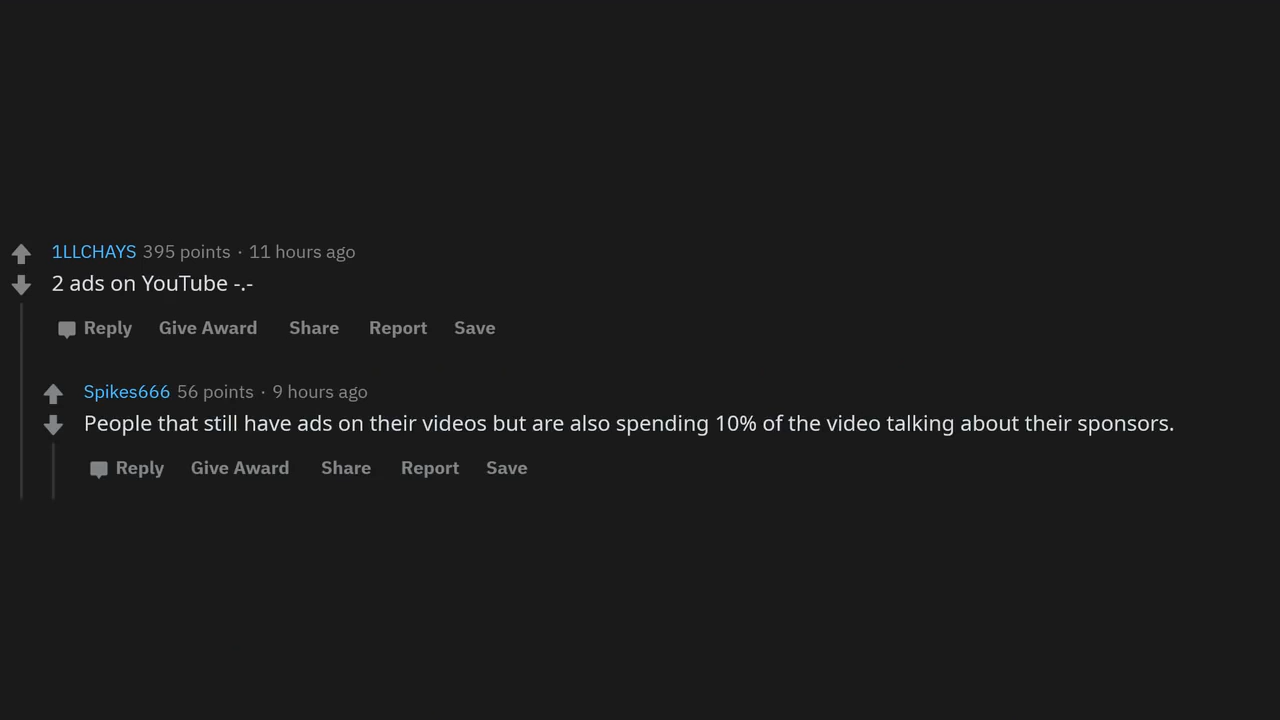 1LLCHAYS 395 points · 11 hours ago
2 ads on YouTube -.-
Reply Give Award Share Report Save
Spikes666 56 points · 9 hours ago
People that still have ads on their videos but are also spending 10% of the video talking about their sponsors.
Reply Give Award Share Report Save